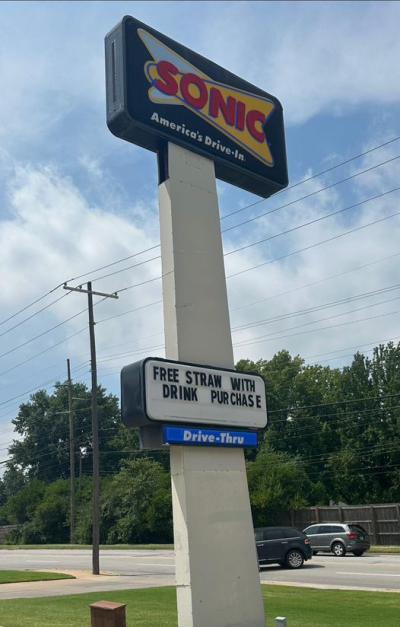 SONIC
America's Drive-In
FREE STRAW WITH
DRINK PURCHASE
Drive-Thru